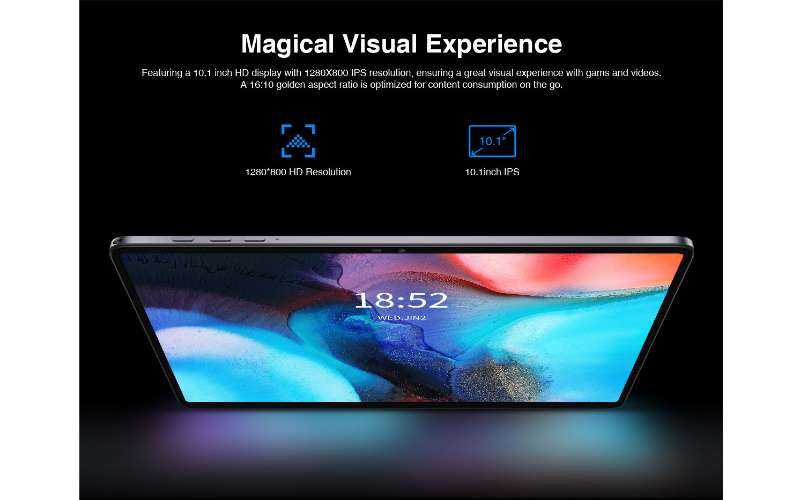 Magical Visual Experience
Featuring a 10.1 inch HD display with 1280X800 IPS resolution, ensuring a great visual experience with gams and videos.
A 16:10 golden aspect ratio is optimized for content consumption on the go.
10.1"
1280*800 HD Resolution
10.1inch IPS
18:52
WED,JIN2